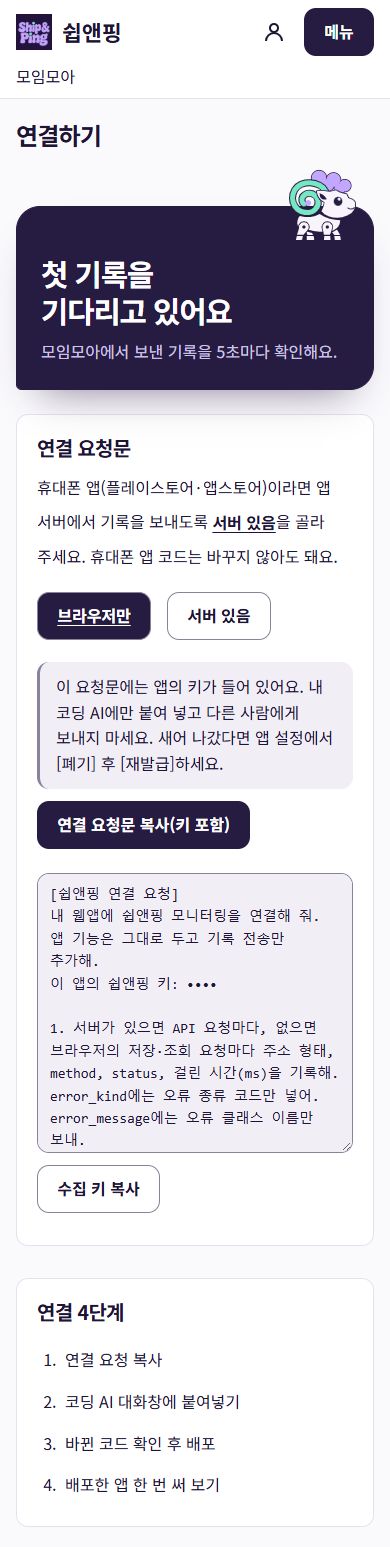 Ship&
Ping
쉽앤핑
메뉴
모임모아
연결하기
첫 기록을
기다리고 있어요
모임모아에서 보낸 기록을 5초마다 확인해요.
연결 요청문
휴대폰 앱(플레이스토어·앱스토어)이라면 앱
서버에서 기록을 보내도록 서버 있음을 골라
주세요. 휴대폰 앱 코드는 바꾸지 않아도 돼요.
브라우저만
서버 있음
이 요청문에는 앱의 키가 들어 있어요. 내
코딩 AI에만 붙여 넣고 다른 사람에게
보내지 마세요. 새어 나갔다면 앱 설정에서
[폐기] 후 [재발급]하세요.
연결 요청문 복사(키 포함)
[쉽앤핑 연결 요청]
내 웹앱에 쉽앤핑 모니터링을 연결해 줘.
앱 기능은 그대로 두고 기록 전송만
추가해.
이 앱의 쉽앤핑 키: ••••
1. 서버가 있으면 API 요청마다, 없으면
브라우저의 저장·조회 요청마다 주소 형태,
method, status, 걸린 시간(ms)을 기록해.
error_kind에는 오류 종류 코드만 넣어.
error_message에는 오류 클래스 이름만
보내.
수집 키 복사
연결 4단계
1. 연결 요청 복사
2. 코딩 AI 대화창에 붙여넣기
3. 바뀐 코드 확인 후 배포
4. 배포한 앱 한 번 써 보기